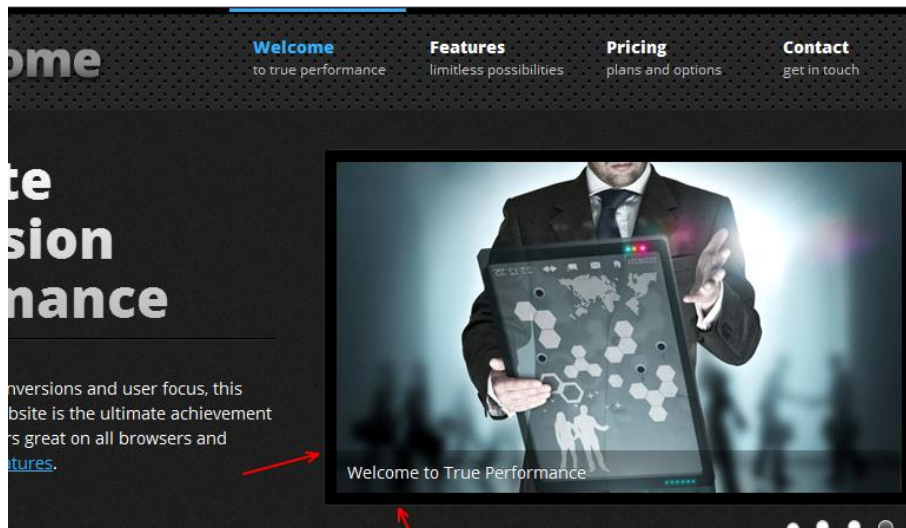 ome
Welcome
to true performance
Features
limitless possibilities
Pricing
plans and options
Contact
get in touch
te
sion
mance
nversions and user focus, this
bsite is the ultimate achievement
rs great on all browsers and
atures.
Welcome to True Performance